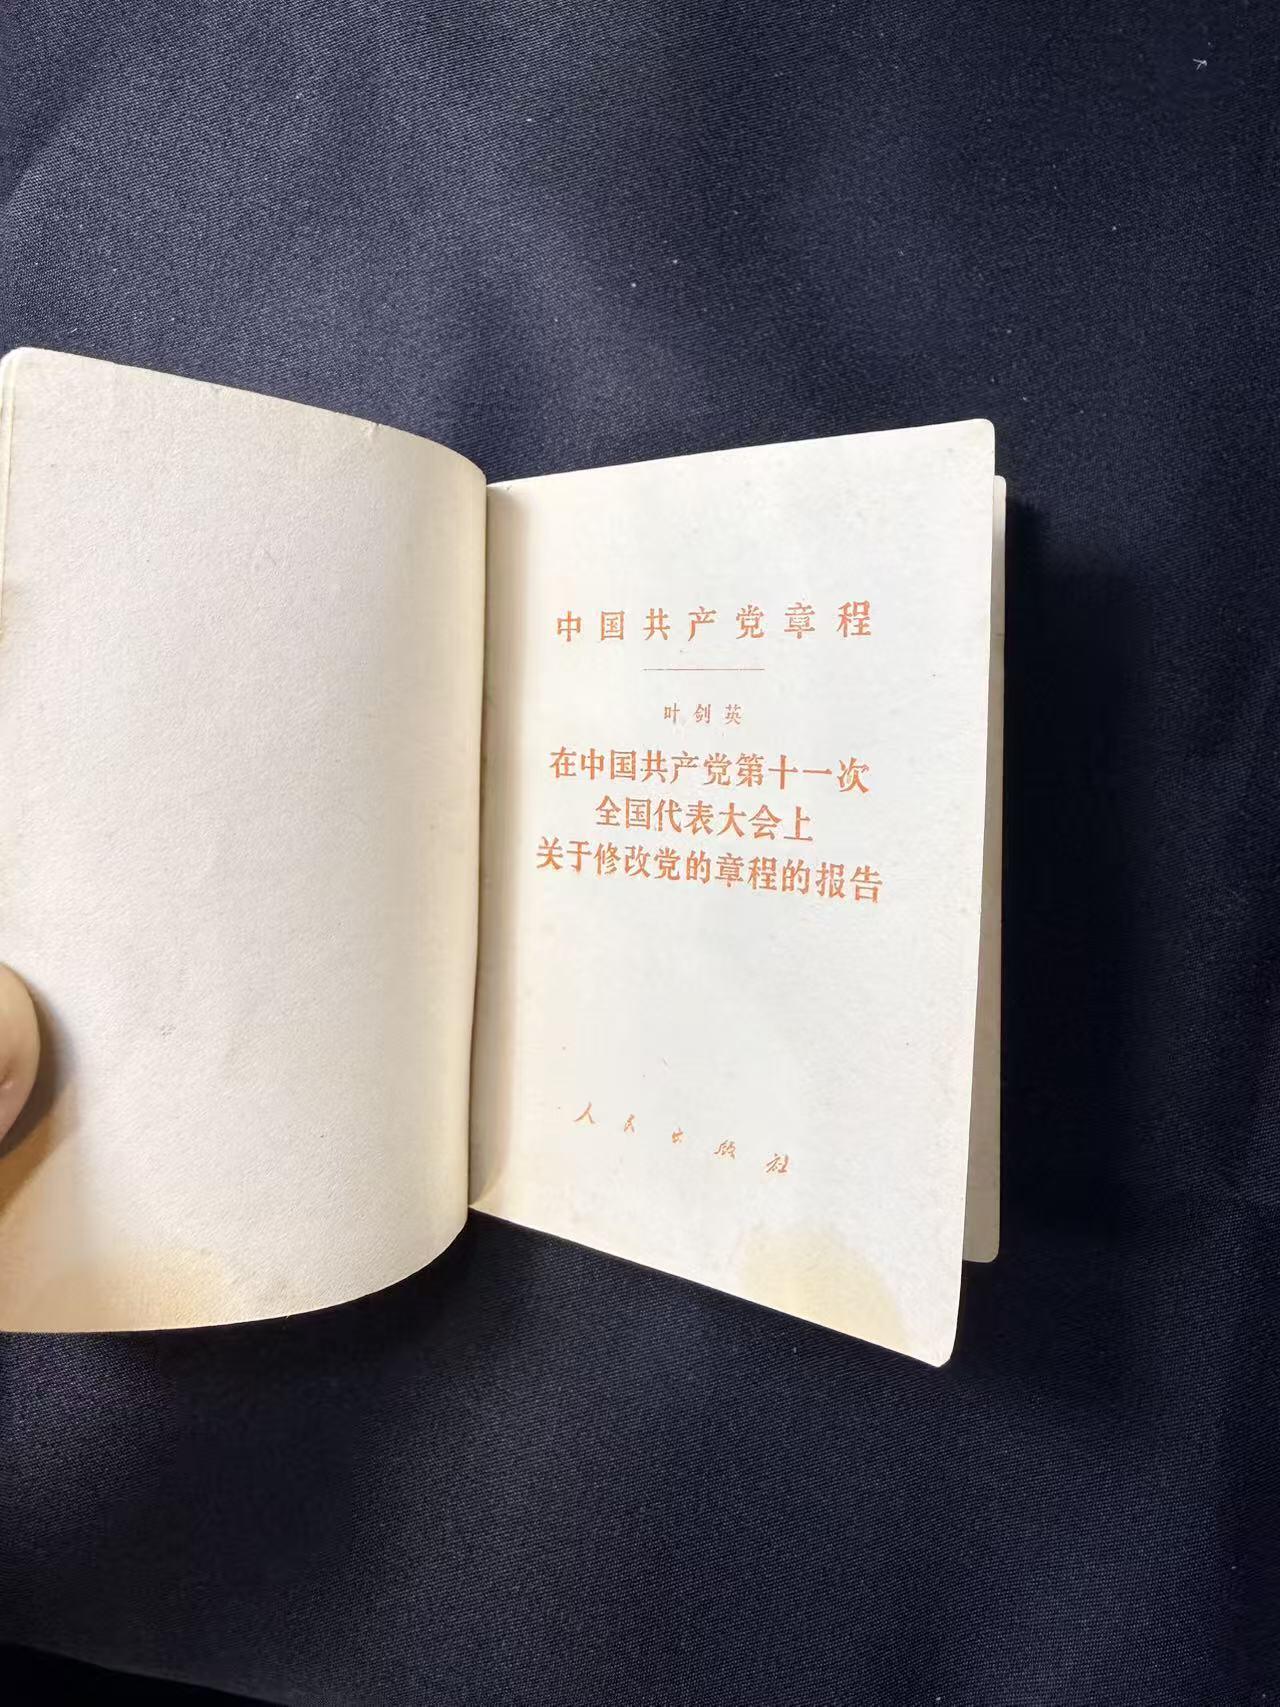 中国共产党章程
叶剑英
在中国共产党第十一次
全国代表大会上
关于修改党的章程的报告
人民出版社